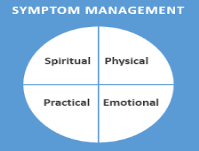 SYMPTOM MANAGEMENT
Spiritual Physical
Practical Emotional